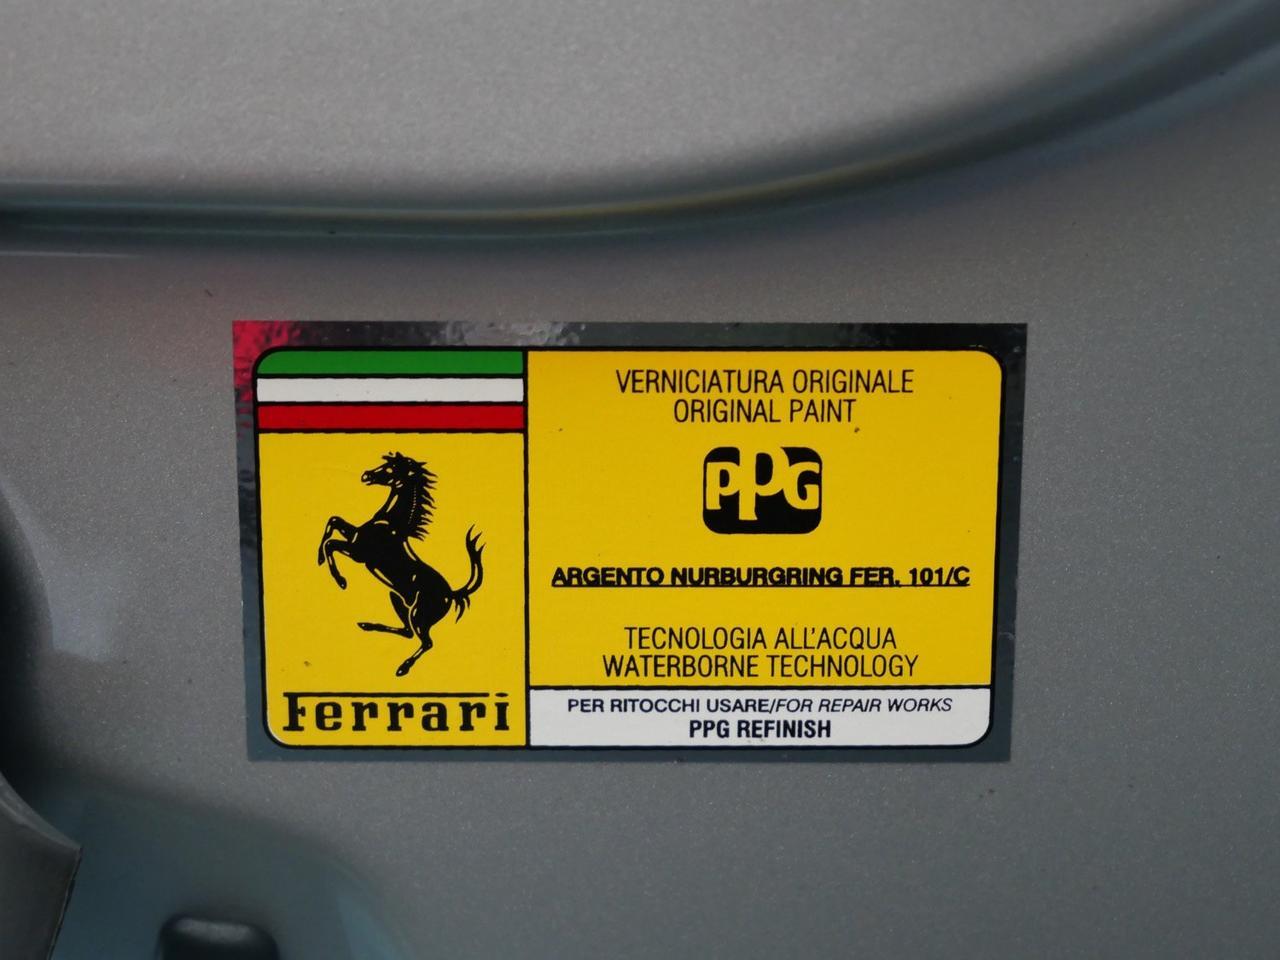 VERNICIATURA ORIGINALE
ORIGINAL PAINT
PPG
ARGENTO NURBURGRING FER. 101/C
TECNOLOGIA ALL'ACQUA
WATERBORNE TECHNOLOGY
Ferrari
PER RITOCCHI USARE/FOR REPAIR WORKS
PPG REFINISH